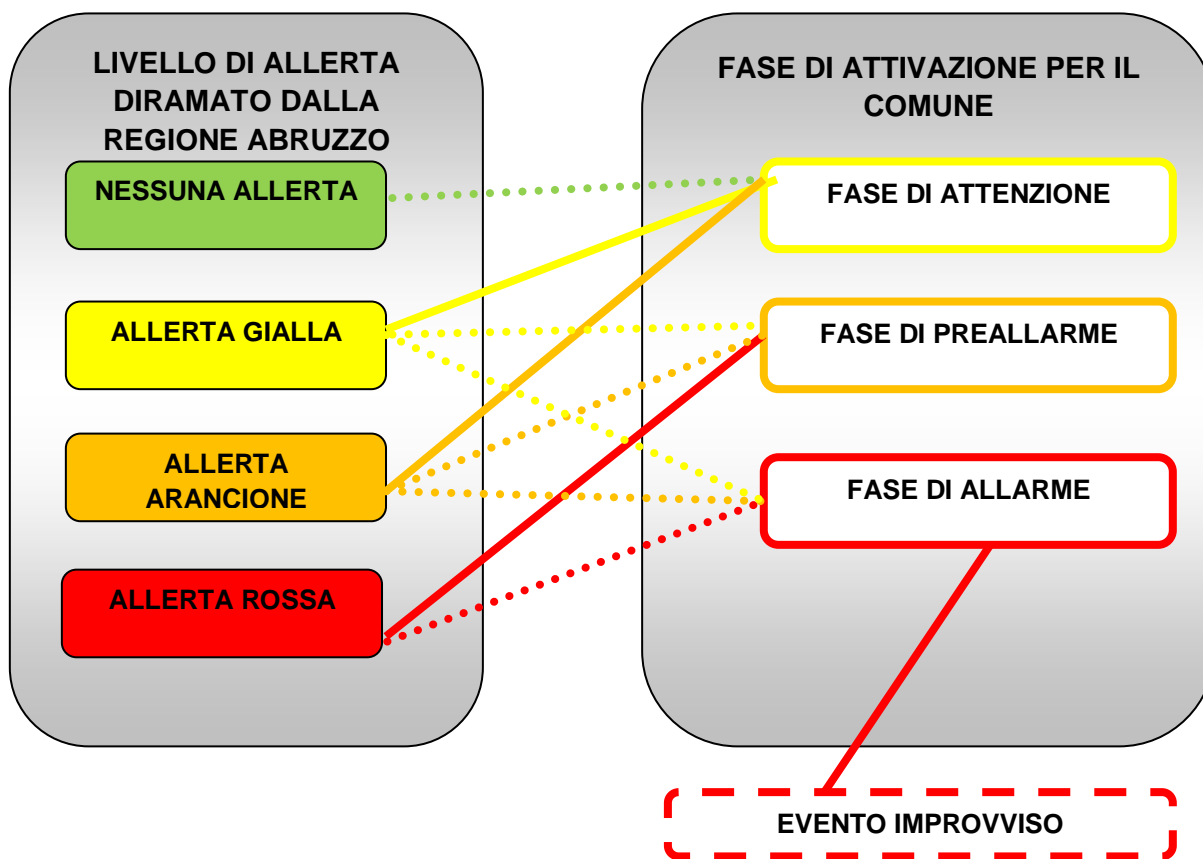 LIVELLO DI ALLERTA
DIRAMATO DALLA
REGIONE ABRUZZO
NESSUNA ALLERTA
ALLERTA GIALLA
ALLERTA
ARANCIONE
ALLERTA ROSSA
FASE DI ATTIVAZIONE PER IL
COMUNE
FASE DI ATTENZIONE
FASE DI PREALLARME
FASE DI ALLARME
EVENTO IMPROVVISO